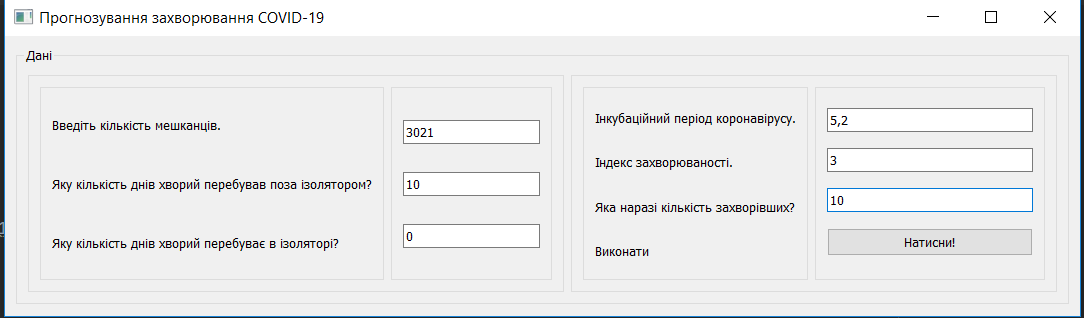 Прогнозування захворювання COVID-19
Дані
Введіть кількість мешканців.
3021
Яку кількість днів хворий перебував поза ізолятором?
10
Яку кількість днів хворий перебуває в ізоляторі?
0
Інкубаційний період коронавірусу.
5,2
Індекс захворюваності.
3
Яка наразі кількість захворівших?
10
Виконати
Натисни!